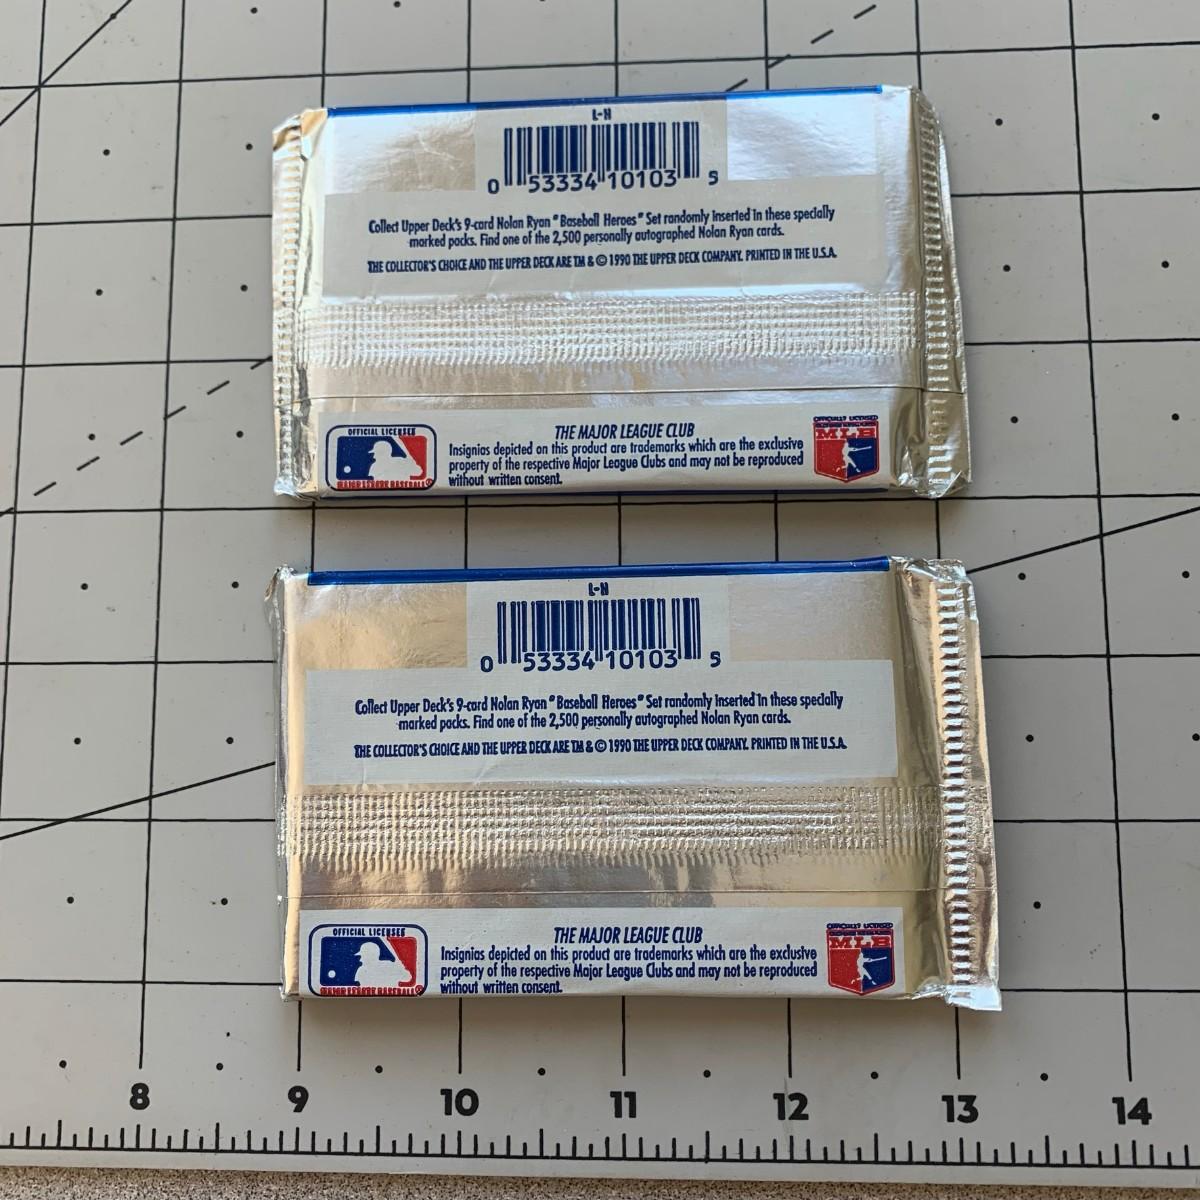 L-H
0 53334 10103 5
Collect Upper Deck's 9-card Nolan Ryan "Baseball Heroes" Set randomly inserted in these specially
marked packs. Find one of the 2,500 personally autographed Nolan Ryan cards.
THE COLLECTOR'S CHOICE AND THE UPPER DECK ARE TM & © 1990 THE UPPER DECK COMPANY. PRINTED IN THE U.S.A.
OFFICIAL LICENSEE
MAJOR LEAGUE BASEBALL®
THE MAJOR LEAGUE CLUB
Insignias depicted on this product are trademarks which are the exclusive
property of the respective Major League Clubs and may not be reproduced
without written consent.
OFFICIALLY LICENSED
MLB
L-H
0 53334 10103 5
Collect Upper Deck's 9-card Nolan Ryan "Baseball Heroes" Set randomly inserted in these specially
marked packs. Find one of the 2,500 personally autographed Nolan Ryan cards.
THE COLLECTOR'S CHOICE AND THE UPPER DECK ARE TM & © 1990 THE UPPER DECK COMPANY. PRINTED IN THE U.S.A.
OFFICIAL LICENSEE
MAJOR LEAGUE BASEBALL®
THE MAJOR LEAGUE CLUB
Insignias depicted on this product are trademarks which are the exclusive
property of the respective Major League Clubs and may not be reproduced
without written consent.
OFFICIALLY LICENSED
MLB
8 9 10 11 12 13 14